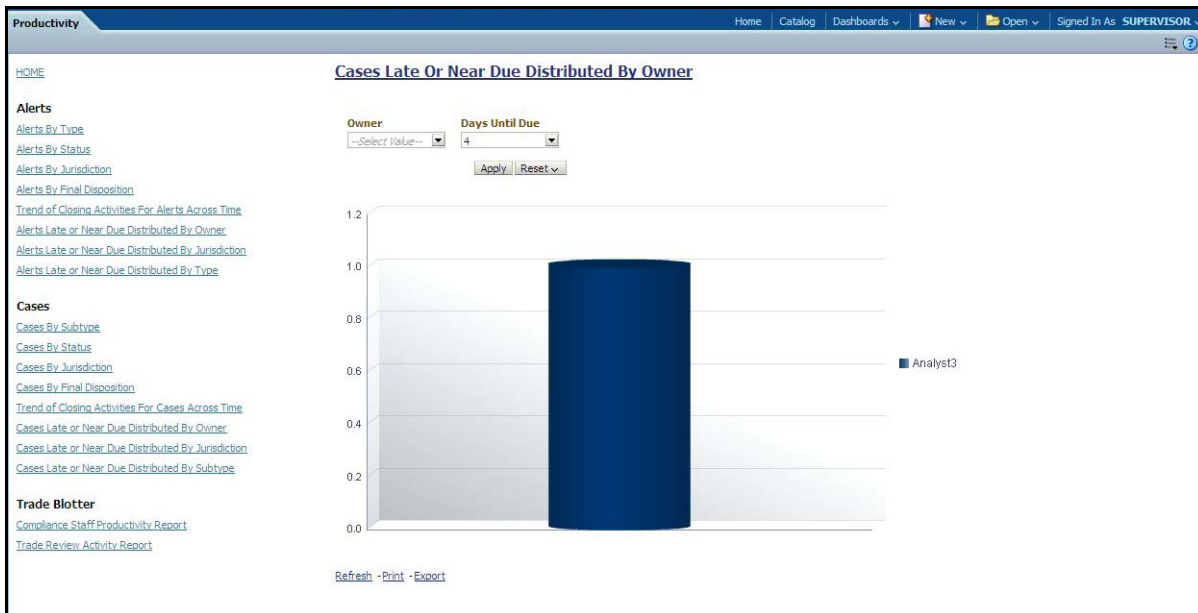 Productivity
Home Catalog Dashboards New Open Signed In As SUPERVISOR
HOME
Alerts
Alerts By Type
Alerts By Status
Alerts By Jurisdiction
Alerts By Final Disposition
Trend of Closing Activities For Alerts Across Time
Alerts Late or Near Due Distributed By Owner
Alerts Late or Near Due Distributed By Jurisdiction
Alerts Late or Near Due Distributed By Type
Cases
Cases By Subtype
Cases By Status
Cases By Jurisdiction
Cases By Final Disposition
Trend of Closing Activities For Cases Across Time
Cases Late or Near Due Distributed By Owner
Cases Late or Near Due Distributed By Jurisdiction
Cases Late or Near Due Distributed By Subtype
Trade Blotter
Compliance Staff Productivity Report
Trade Review Activity Report
Cases Late Or Near Due Distributed By Owner
Owner Days Until Due
--Select Value-- 4
Apply Reset
1.2
1.0
0.8
0.6
0.4
0.2
0.0
Analyst3
Refresh - Print - Export